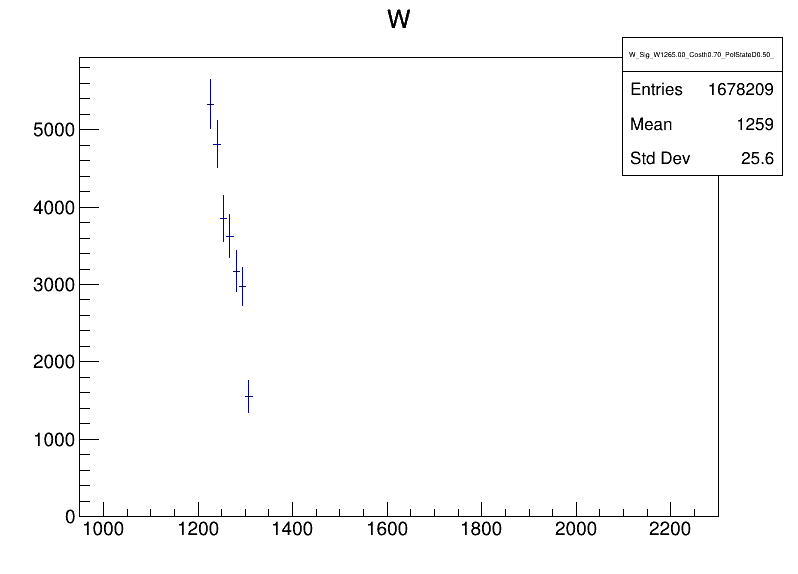 W
W_Sig_W1265.00_Costh0.70_PolStateD0.50_
Entries 1678209
Mean 1259
Std Dev 25.6
5000
4000
3000
2000
1000
0
1000 1200 1400 1600 1800 2000 2200